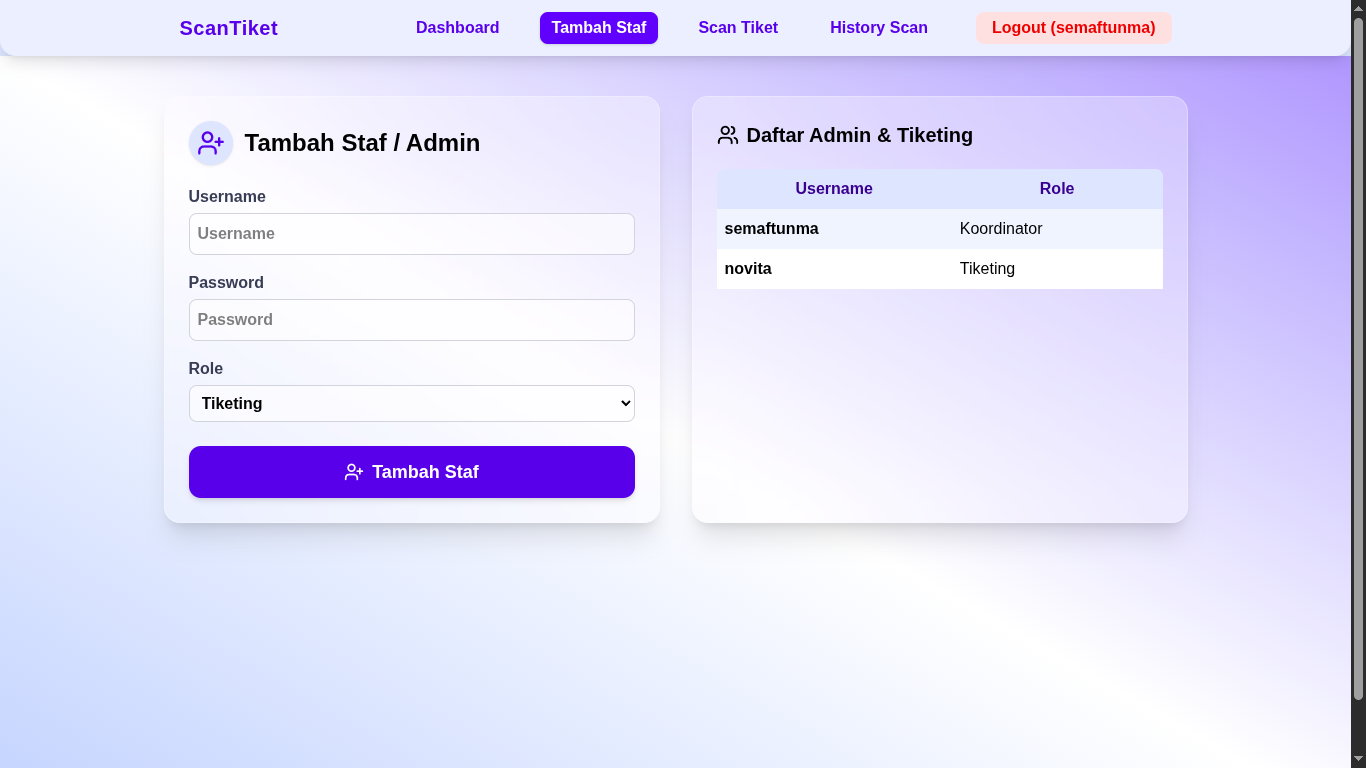 ScanTiket
Dashboard
Tambah Staf
Scan Tiket
History Scan
Logout (semaftunma)
Tambah Staf / Admin
Username
Username
Password
Password
Role
Tiketing
Tambah Staf
Daftar Admin & Tiketing
Username Role
semaftunma Koordinator
novita Tiketing